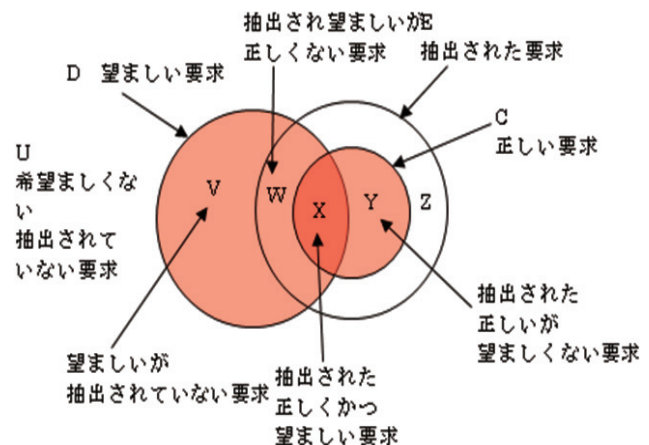 抽出され望ましいがE
正しくない要求
抽出された要求
D 望ましい要求
C
正しい要求
U
希望ましくな
い
抽出されて
いない要求
V
W
X
Y
Z
抽出された
正しいが
望ましくない要求
望ましいが
抽出されていない要求
抽出された
正しくかつ
望ましい要求